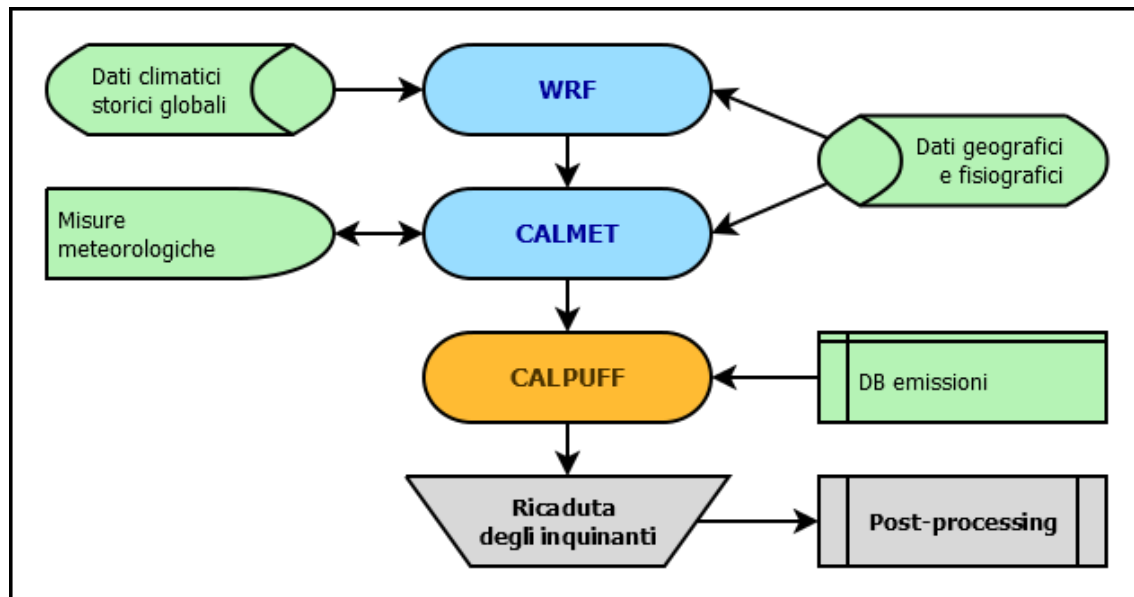 Dati climatici
storici globali
WRF
Dati geografici
e fisiografici
Misure
meteorologiche
CALMET
CALPUFF
DB emissioni
Ricaduta
degli inquinanti
Post-processing